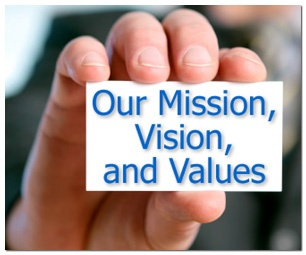 Our Mission,
Vision,
and Values